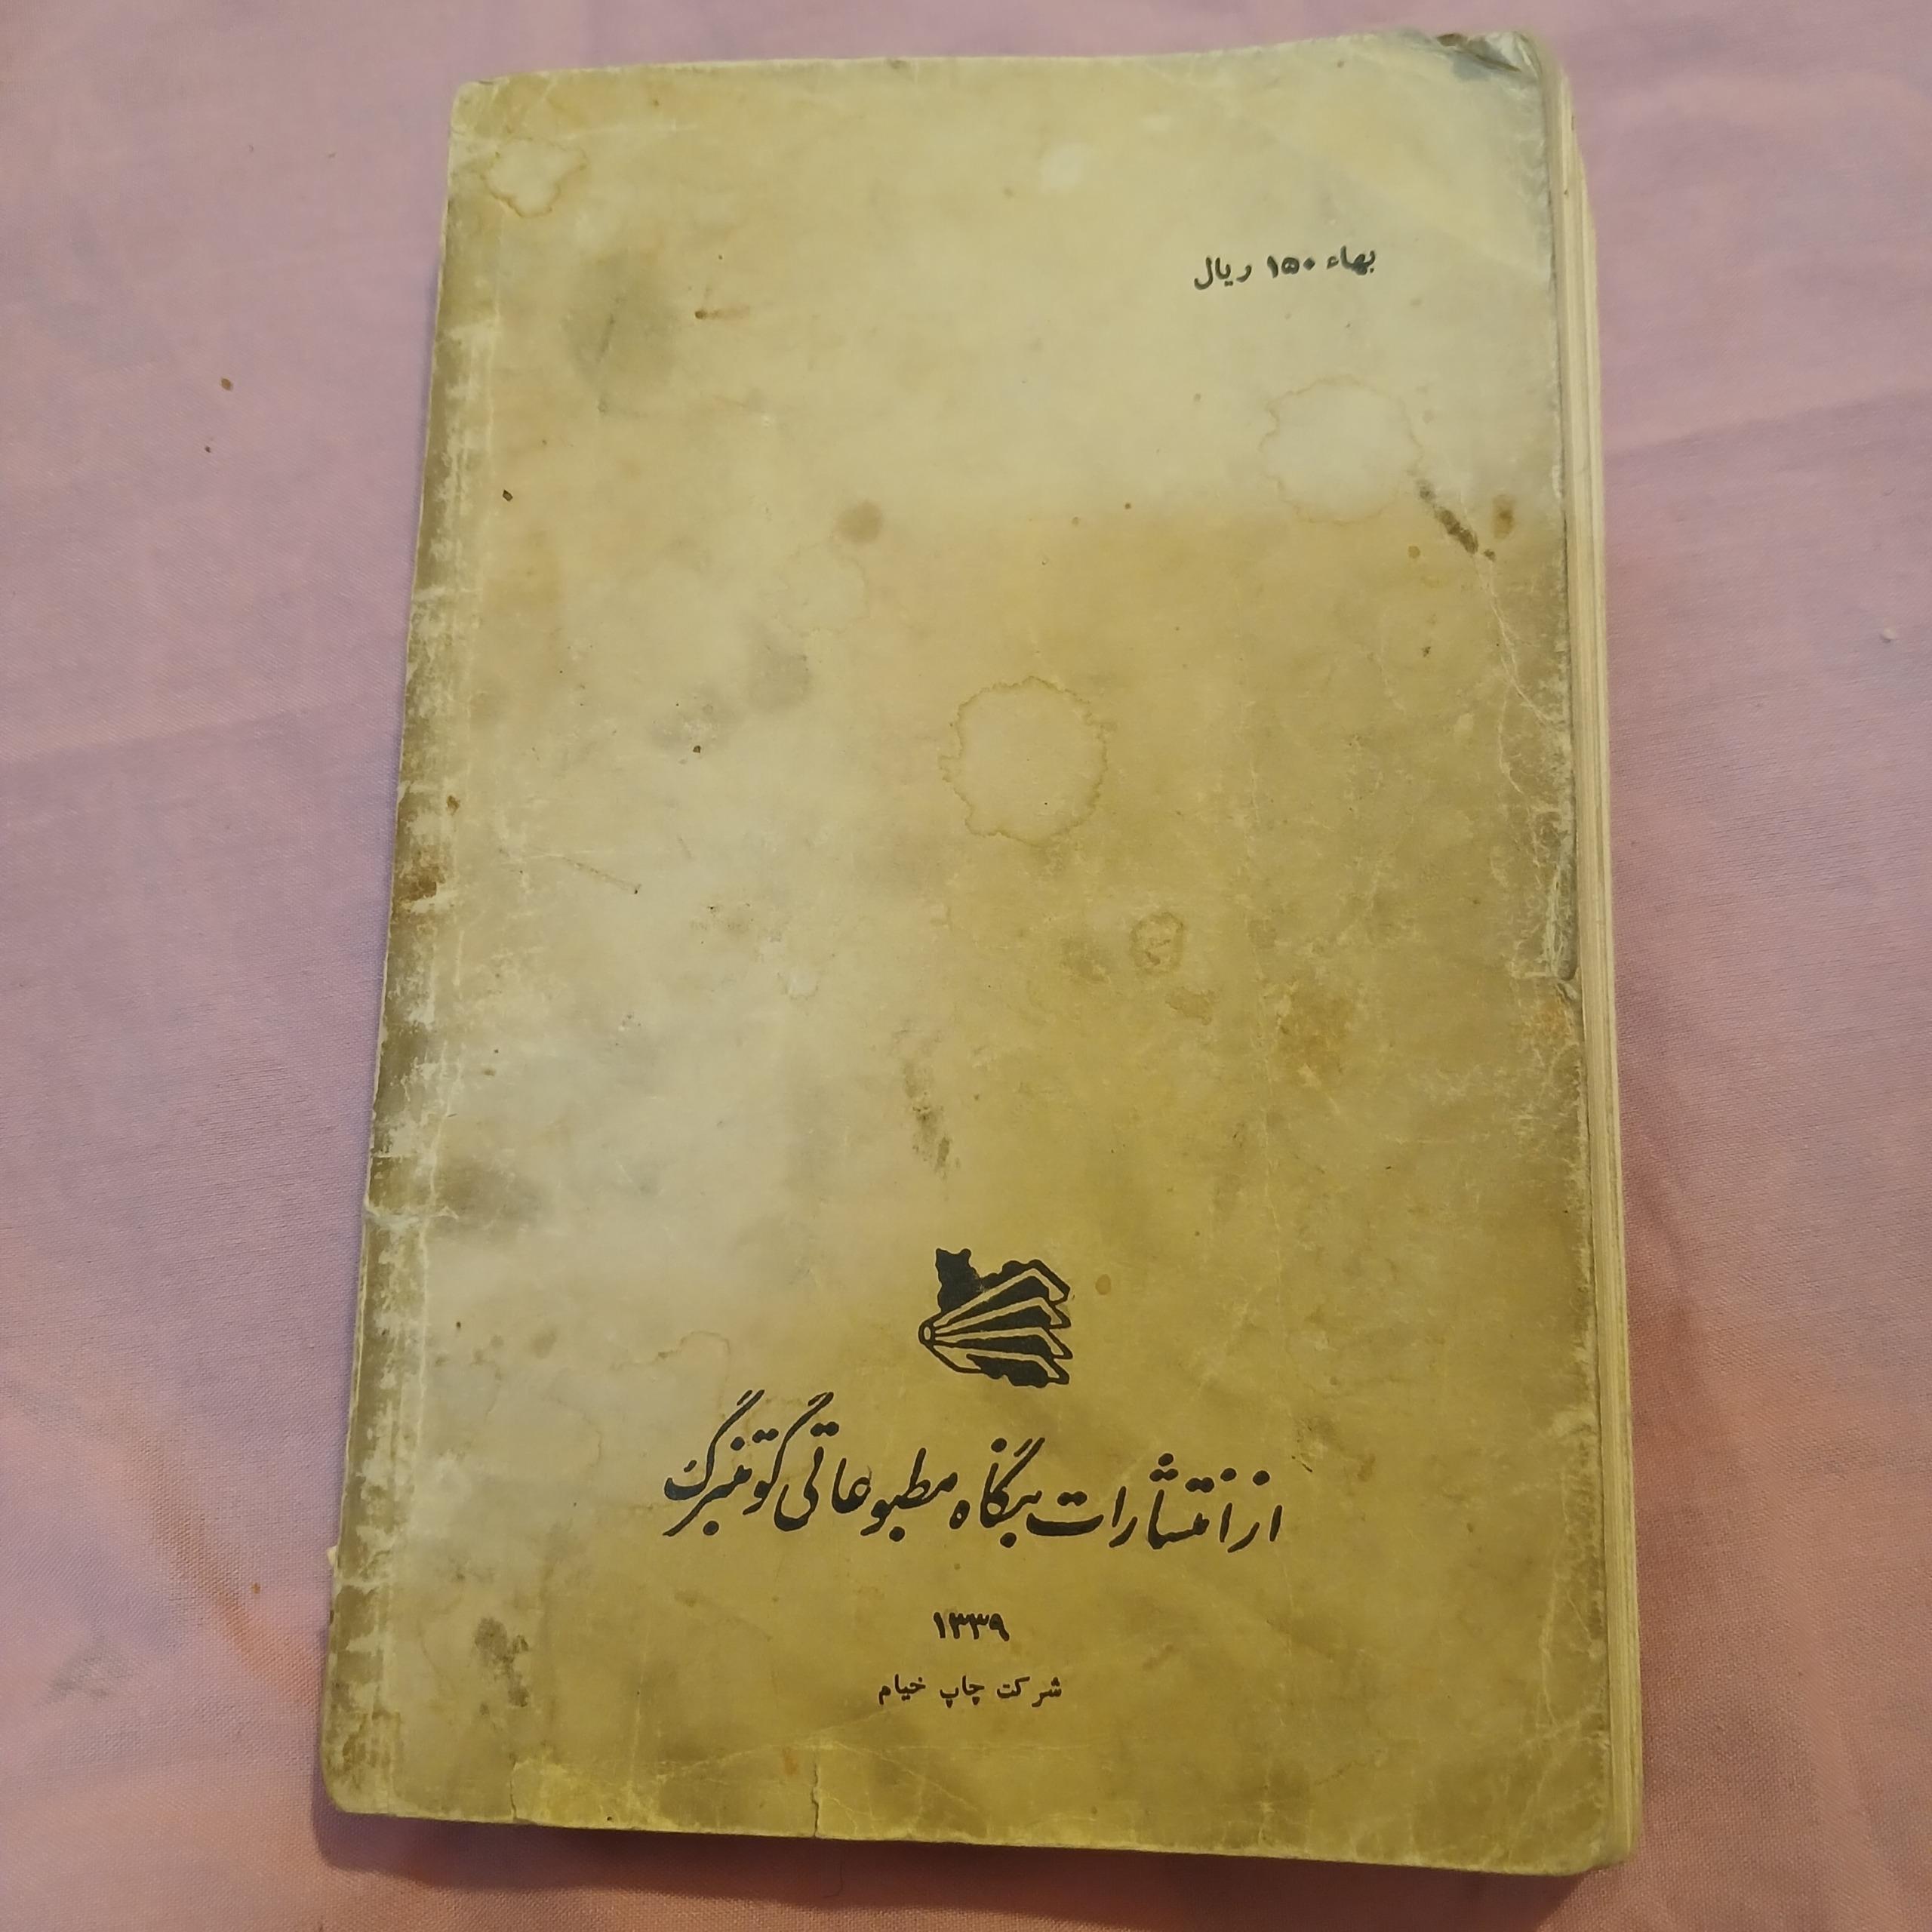 بهاء ۱۵۰ ریال
از انتشارات بنگاه مطبوعاتی گوتنبرگ
۱۳۳۹
شرکت چاپ خیام